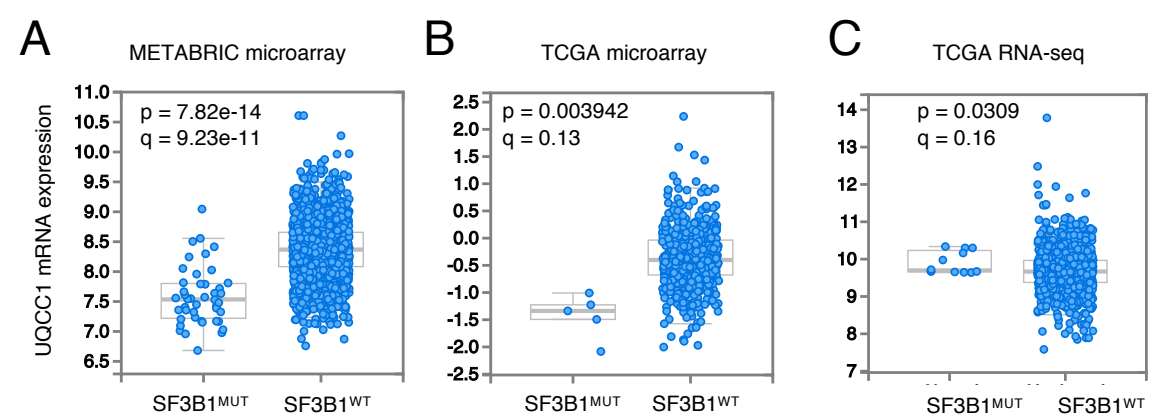 A
METABRIC microarray
UQCC1 mRNA expression
11.0
10.5
10.0
9.5
9.0
8.5
8.0
7.5
7.0
6.5
p = 7.82e-14
q = 9.23e-11
SF3B1ᴹᵁᵀ
SF3B1ᵂᵀ
B
TCGA microarray
2.5
2.0
1.5
1.0
0.5
0.0
-0.5
-1.0
-1.5
-2.0
-2.5
p = 0.003942
q = 0.13
SF3B1ᴹᵁᵀ
SF3B1ᵂᵀ
C
TCGA RNA-seq
14
13
12
11
10
9
8
7
p = 0.0309
q = 0.16
SF3B1ᴹᵁᵀ
SF3B1ᵂᵀ